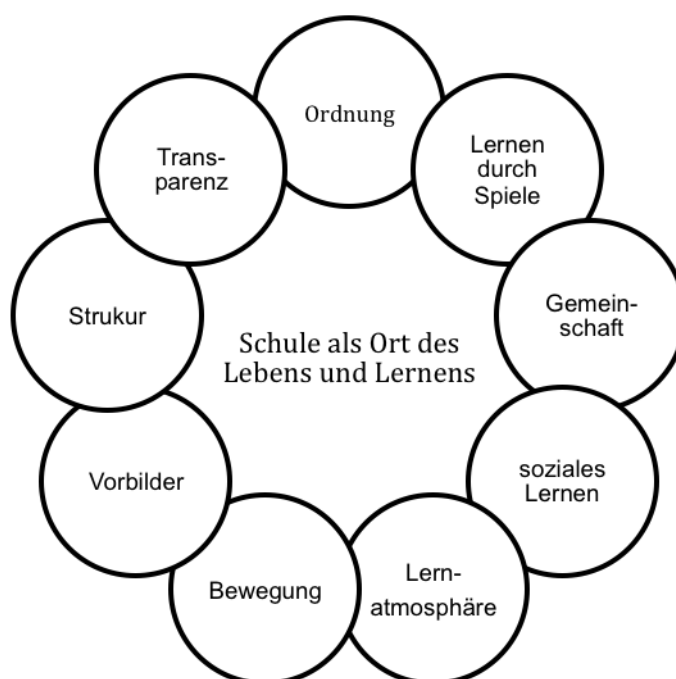 Ordnung
Lernen
durch
Spiele
Gemein-
schaft
soziales
Lernen
Lern-
atmosphäre
Bewegung
Vorbilder
Strukur
Trans-
parenz
Schule als Ort des
Lebens und Lernens